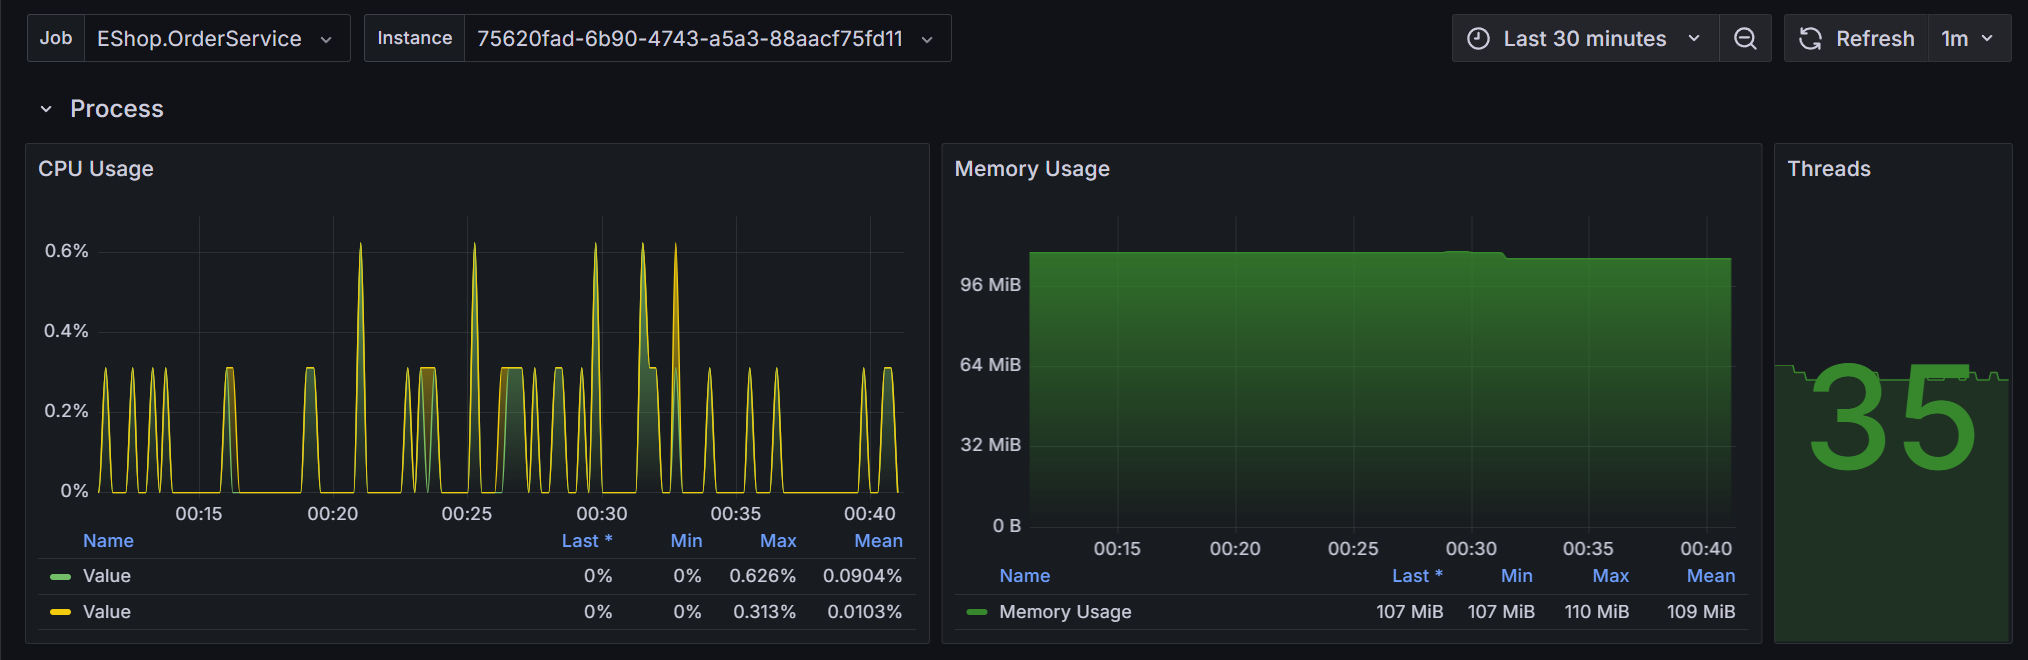 Job EShop.OrderService Instance 75620fad-6b90-4743-a5a3-88aacf75fd11 Last 30 minutes Refresh 1m
Process
CPU Usage
0.6%
0.4%
0.2%
0%
00:15 00:20 00:25 00:30 00:35 00:40
Name Last * Min Max Mean
Value 0% 0% 0.626% 0.0904%
Value 0% 0% 0.313% 0.0103%
Memory Usage
96 MiB
64 MiB
32 MiB
0 B
00:15 00:20 00:25 00:30 00:35 00:40
Name Last * Min Max Mean
Memory Usage 107 MiB 107 MiB 110 MiB 109 MiB
Threads
35